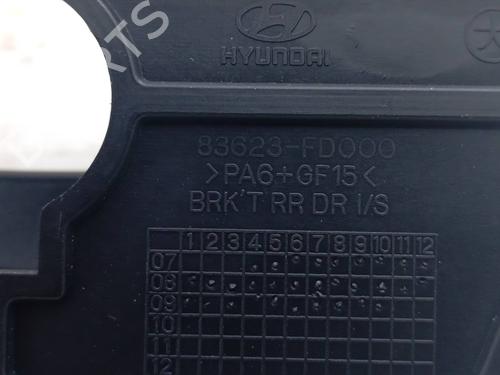 PARTS
HYUNDAI
83623-FD000
>PA6+GF15<
BRK'T RR DR I/S
1 2 3 4 5 6 7 8 9 10 11 12
07
08
09
10
11
12